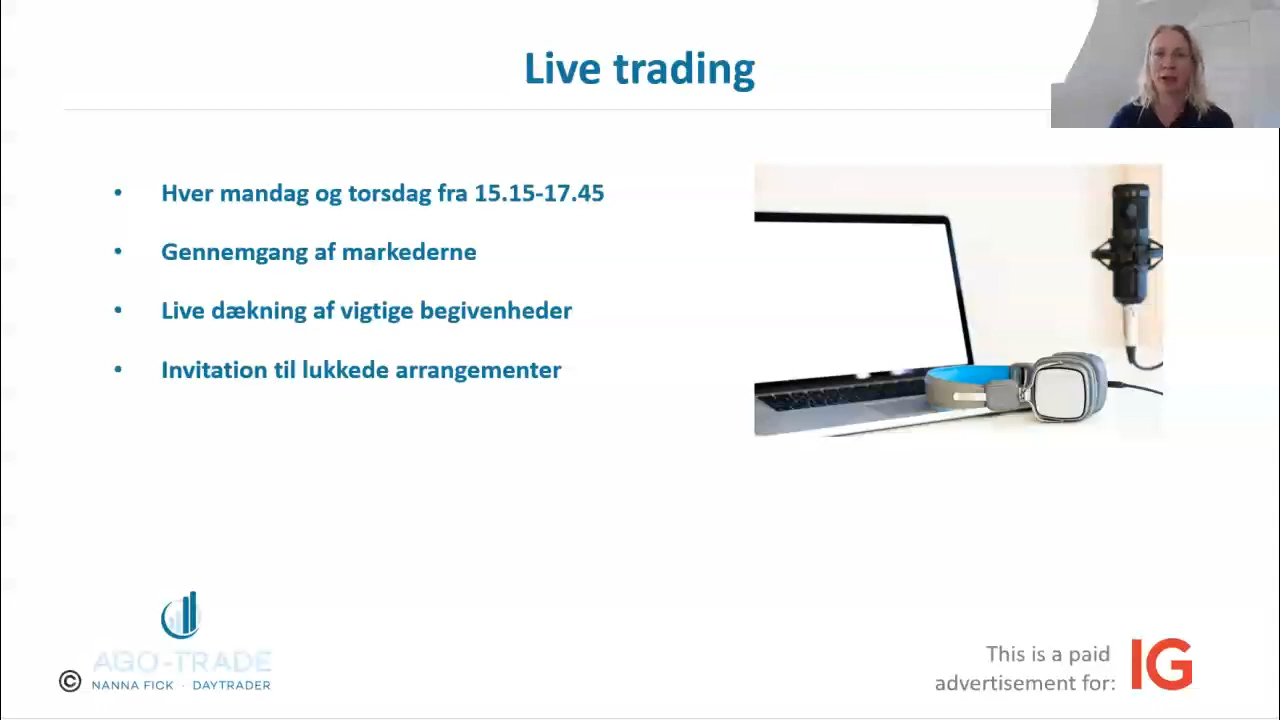 Live trading
• Hver mandag og torsdag fra 15.15-17.45
• Gennemgang af markederne
• Live dækning af vigtige begivenheder
• Invitation til lukkede arrangementer
AGO-TRADE
© NANNA FICK · DAYTRADER
This is a paid
advertisement for: IG